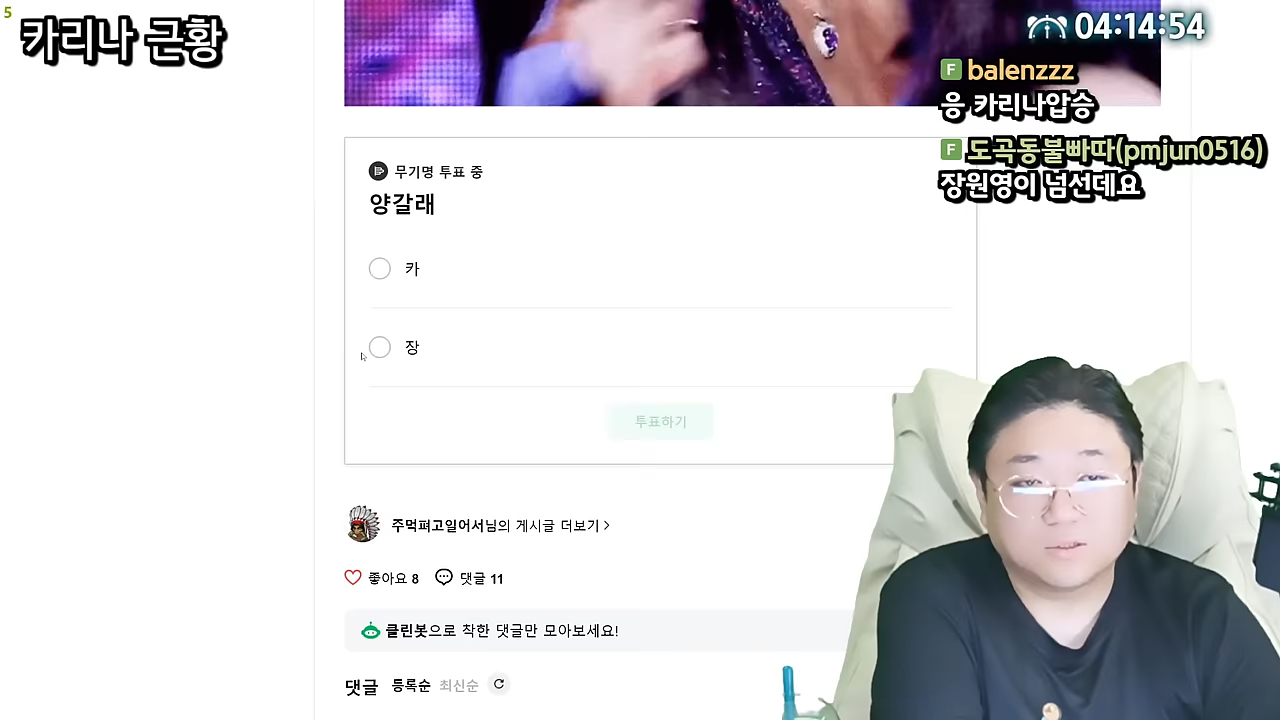 5
카리나 근황
04:14:54
F balenzzz
응 카리나압승
F 도곡동불빠따(pmjun0516)
장원영이 넘선데요
무기명 투표 중
양갈래
카
장
투표하기
주먹펴고일어서님의 게시글 더보기
좋아요 8 댓글 11
클린봇으로 착한 댓글만 모아보세요!
댓글 등록순 최신순